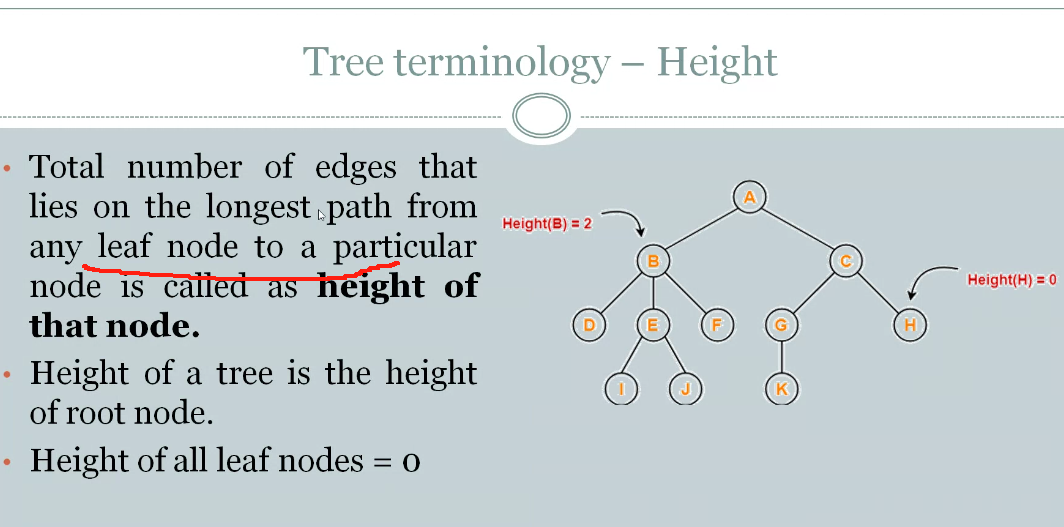 Tree terminology – Height
• Total number of edges that
lies on the longest path from
any leaf node to a particular
node is called as height of
that node.
• Height of a tree is the height
of root node.
• Height of all leaf nodes = 0
A
Height(B) = 2
B
C
Height(H) = 0
D
E
F
G
H
I
J
K